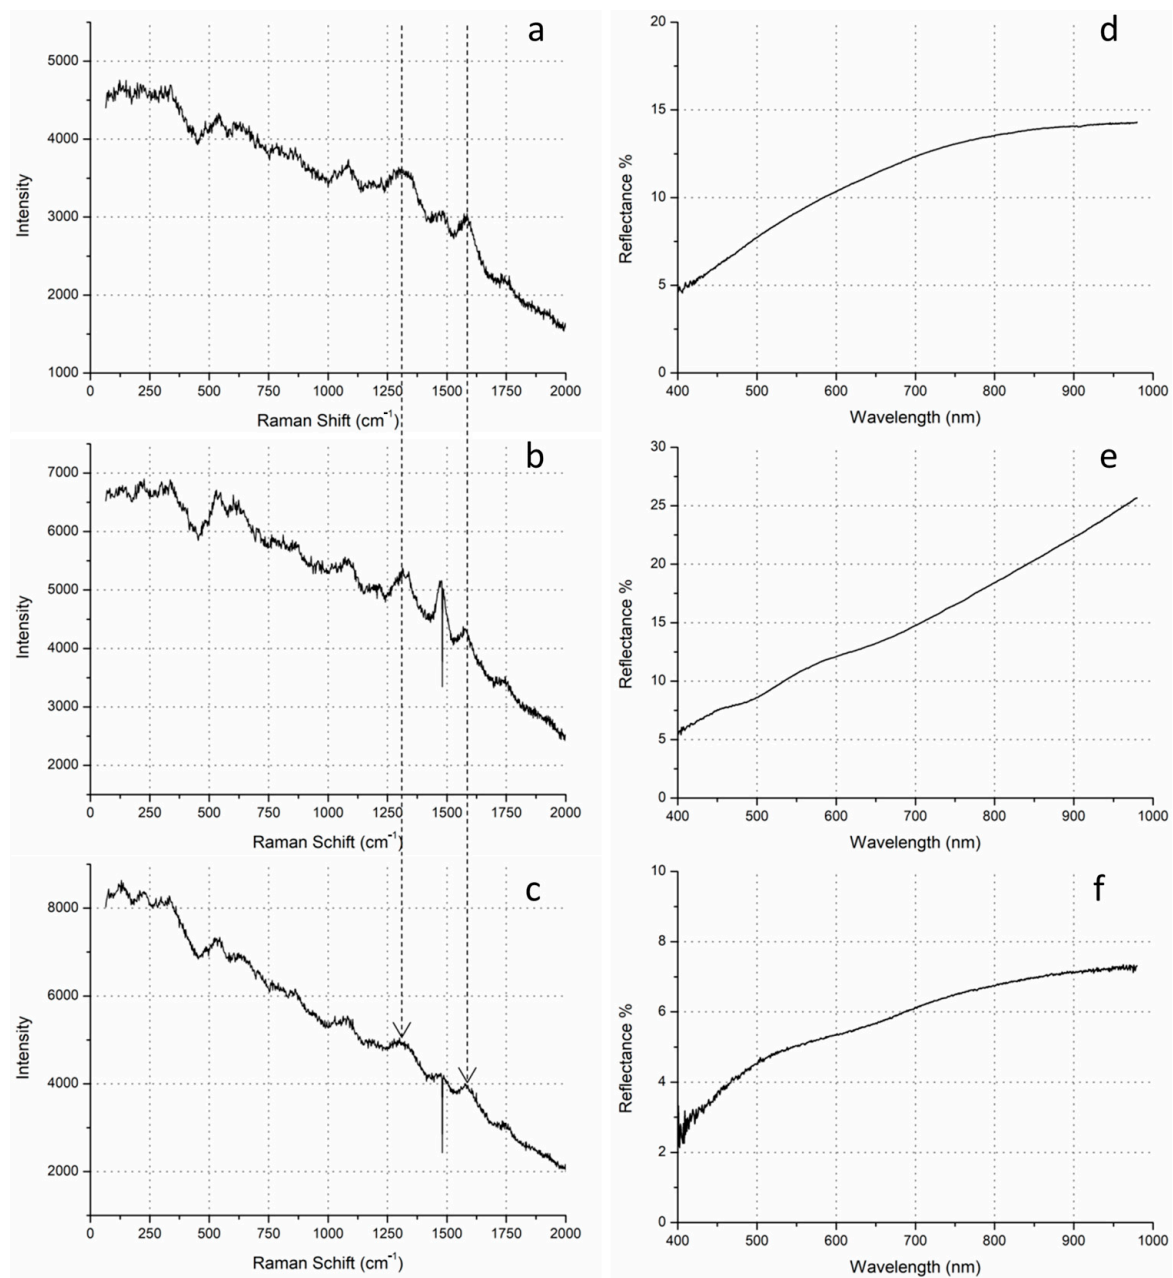 a
5000
4000
3000
2000
1000
Intensity
0 250 500 750 1000 1250 1500 1750 2000
Raman Shift (cm-1)
d
20
15
10
5
0
Reflectance %
400 500 600 700 800 900 1000
Wavelength (nm)
b
7000
6000
5000
4000
3000
2000
Intensity
0 250 500 750 1000 1250 1500 1750 2000
Raman Schift (cm-1)
e
30
25
20
15
10
5
0
Reflectance %
400 500 600 700 800 900 1000
Wavelength (nm)
c
8000
6000
4000
2000
Intensity
0 250 500 750 1000 1250 1500 1750 2000
Raman Schift (cm-1)
f
10
8
6
4
2
0
Reflectance %
400 500 600 700 800 900 1000
Wavelength (nm)